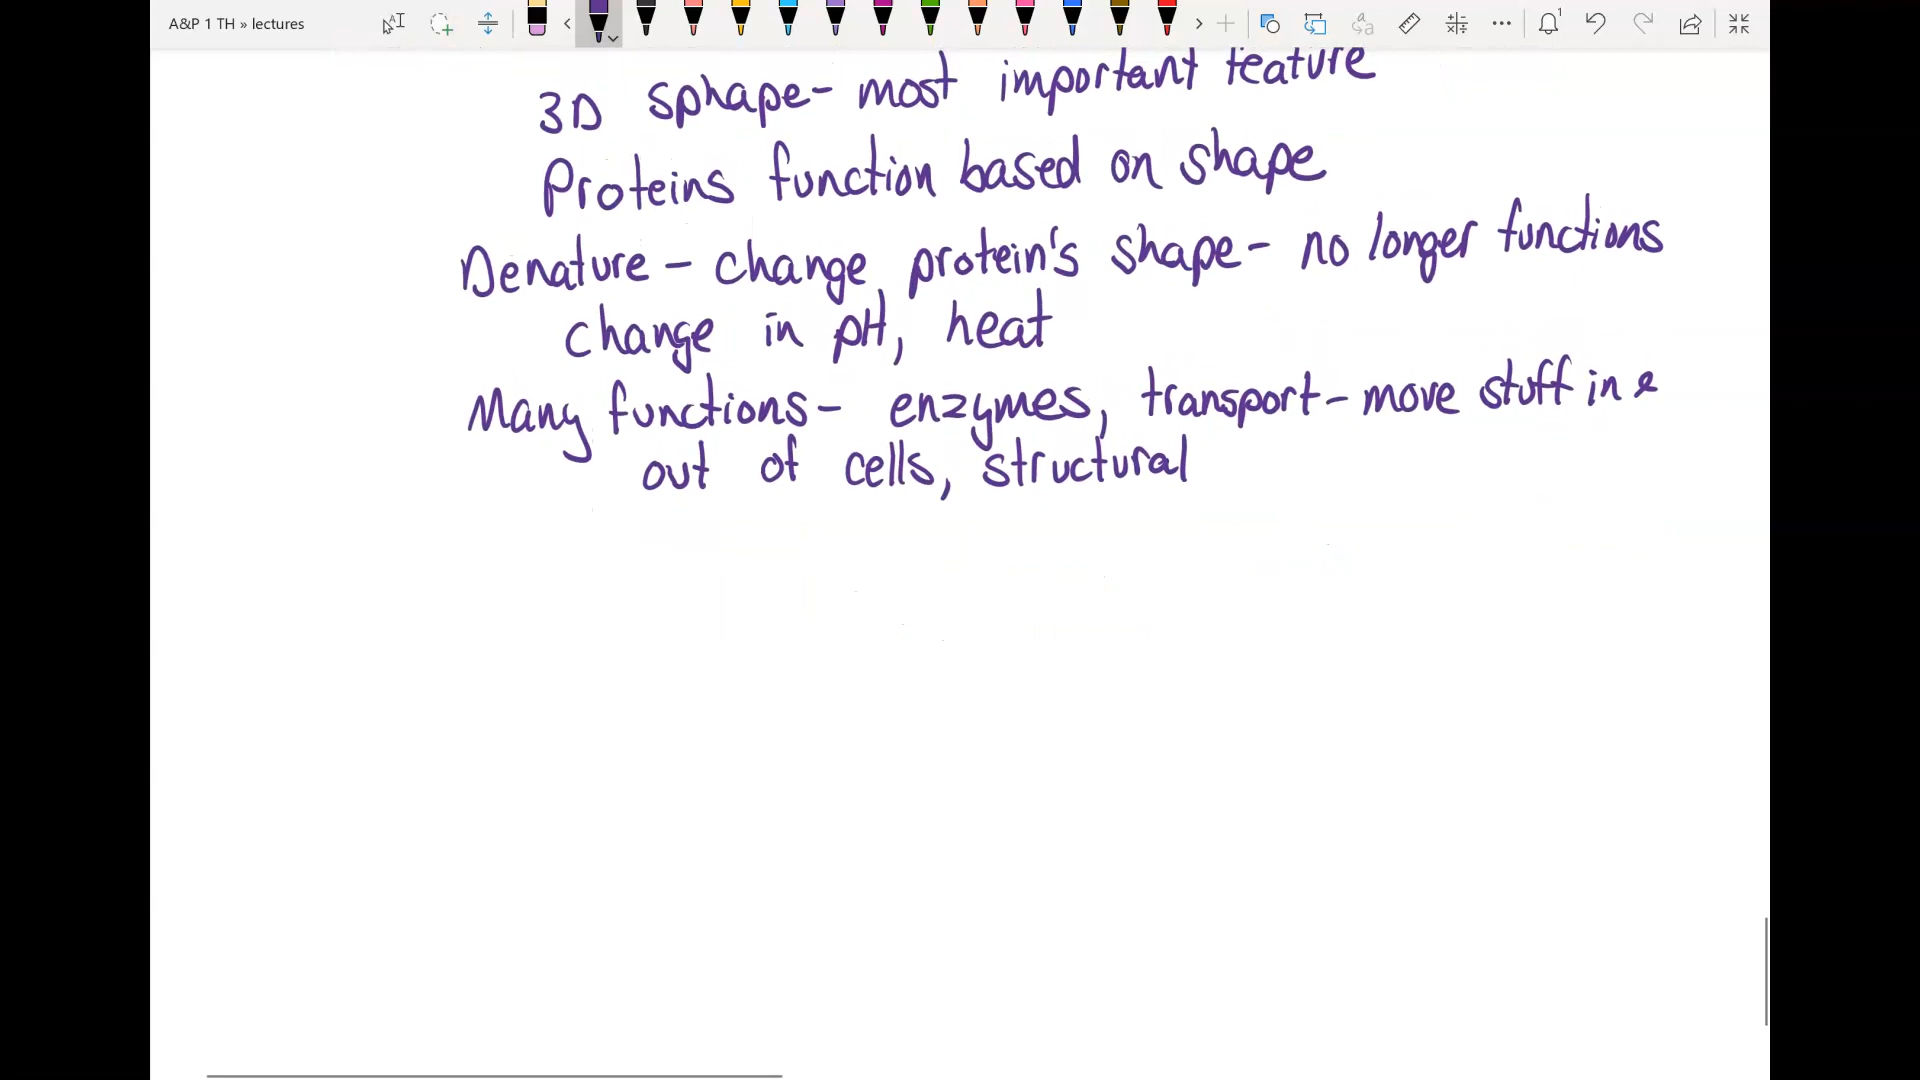 A&P 1 TH » lectures
3D sphape- most important feature
Proteins function based on shape
Denature - change protein's shape- no longer functions
change in pH, heat
Many functions- enzymes, transport- move stuff in &
out of cells, structural